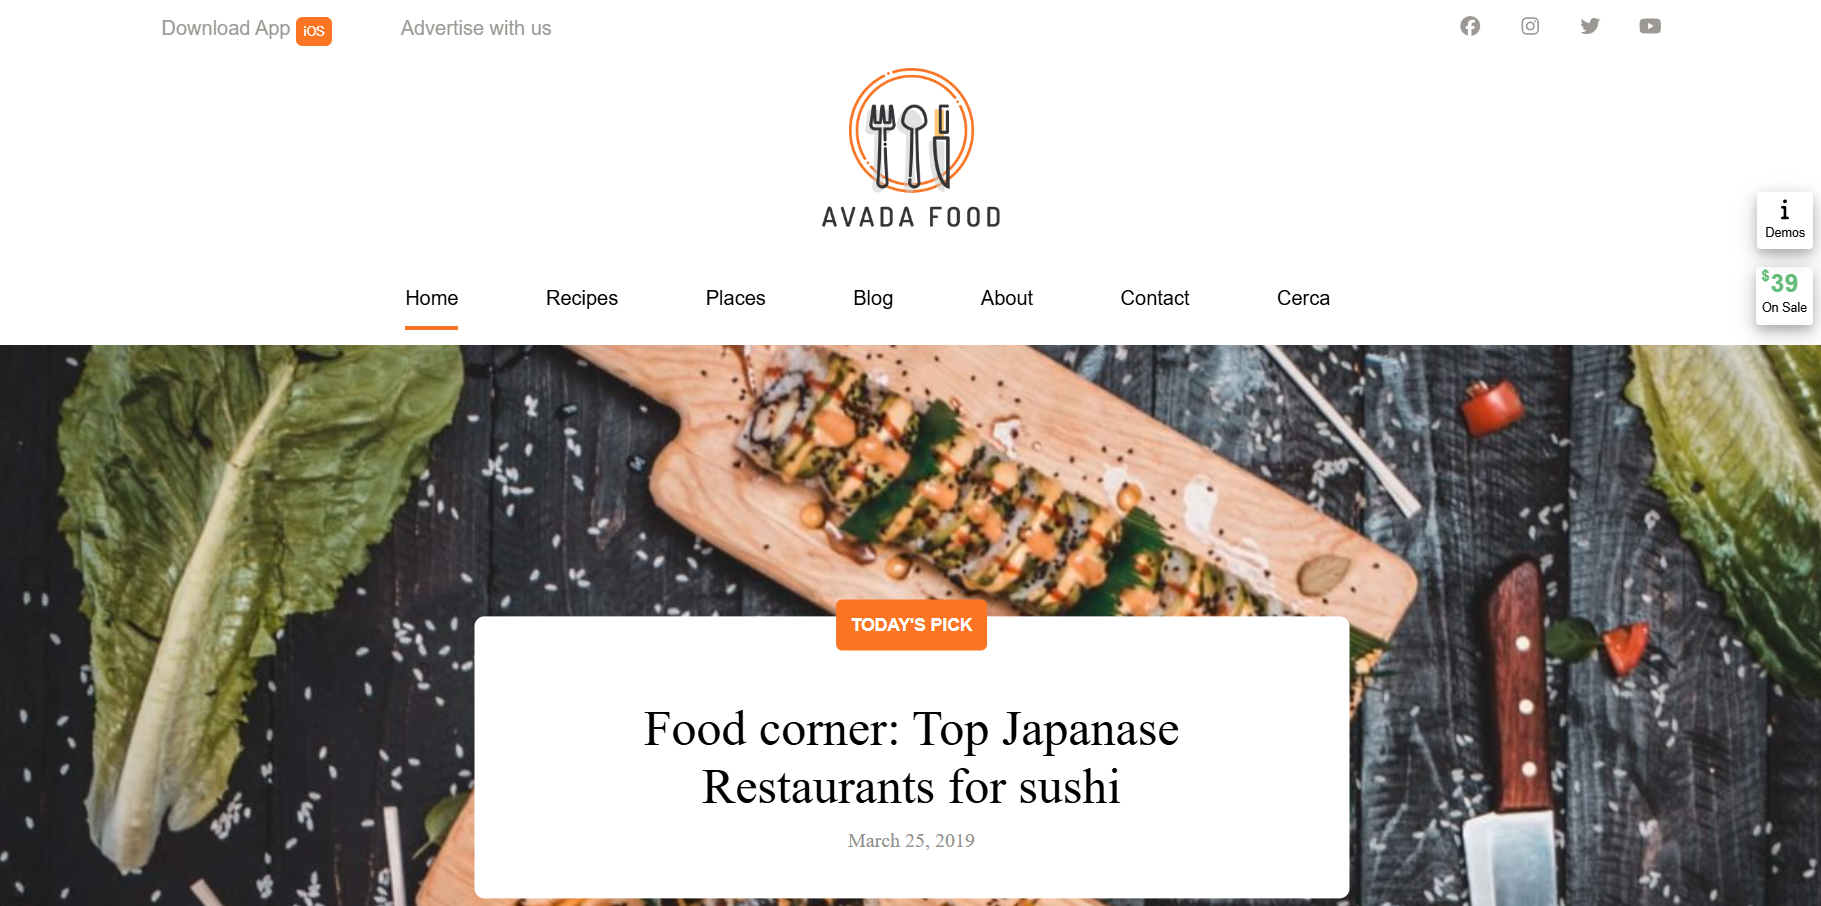 Download App iOS Advertise with us
AVADA FOOD
i
Demos
$39
On Sale
Home Recipes Places Blog About Contact Cerca
TODAY'S PICK
Food corner: Top Japanase
Restaurants for sushi
March 25, 2019